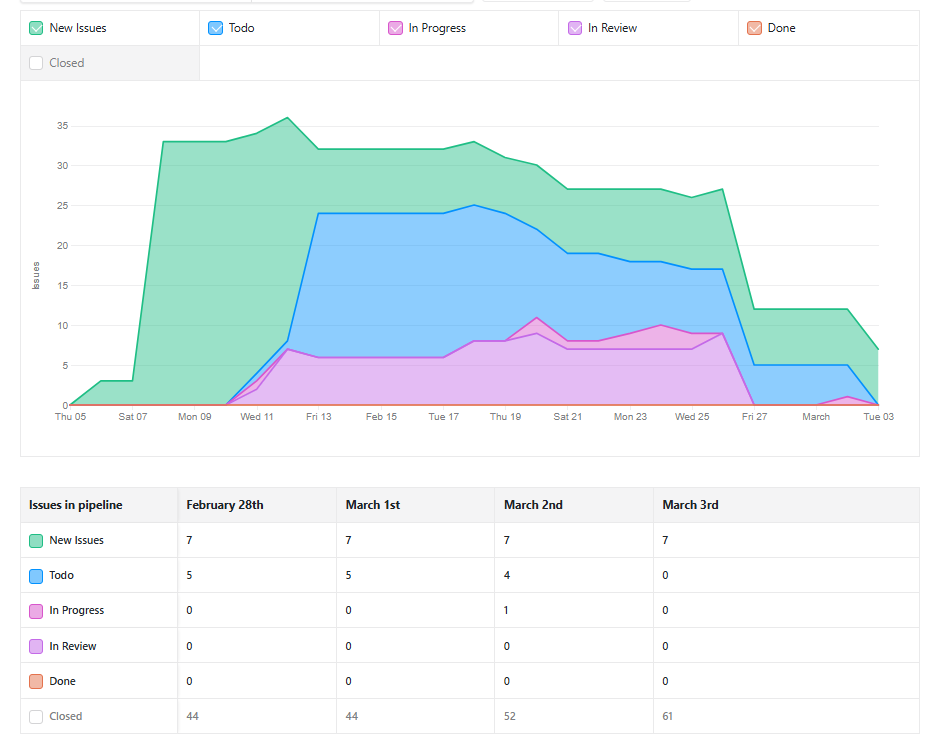 New Issues Todo In Progress In Review Done
Closed
35
30
25
20
15
10
5
0
Issues
Thu 05 Sat 07 Mon 09 Wed 11 Fri 13 Feb 15 Tue 17 Thu 19 Sat 21 Mon 23 Wed 25 Fri 27 March Tue 03
Issues in pipeline February 28th March 1st March 2nd March 3rd
New Issues 7 7 7 7
Todo 5 5 4 0
In Progress 0 0 1 0
In Review 0 0 0 0
Done 0 0 0 0
Closed 44 44 52 61